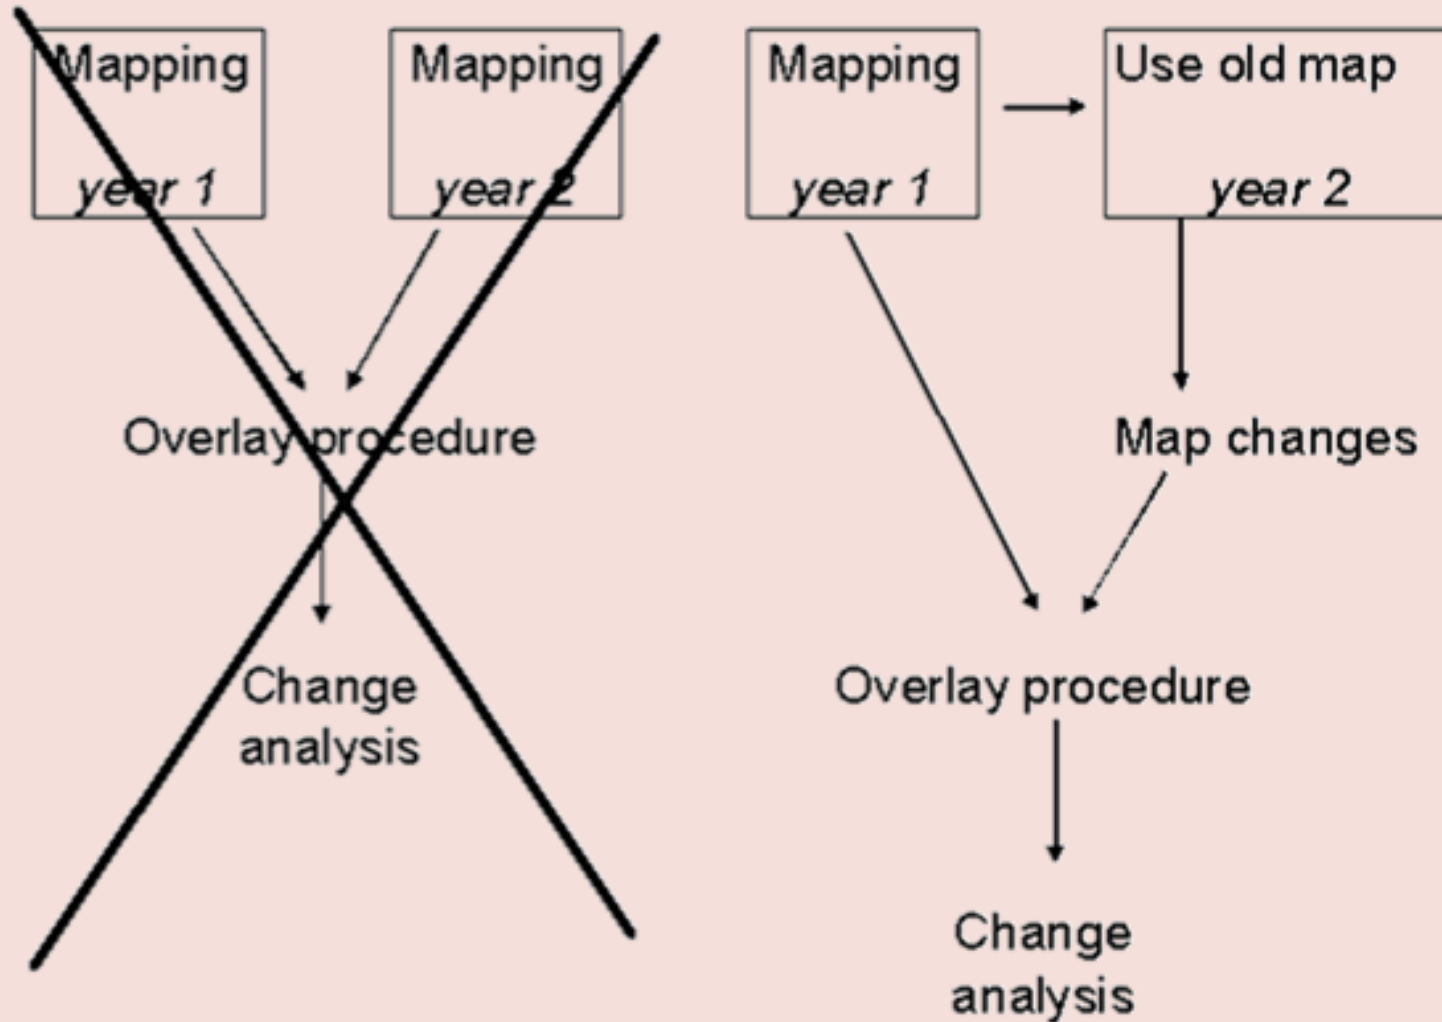 Mapping
year 1
Mapping
year 2
Overlay procedure
Change
analysis
Mapping
year 1
Use old map
year 2
Map changes
Overlay procedure
Change
analysis